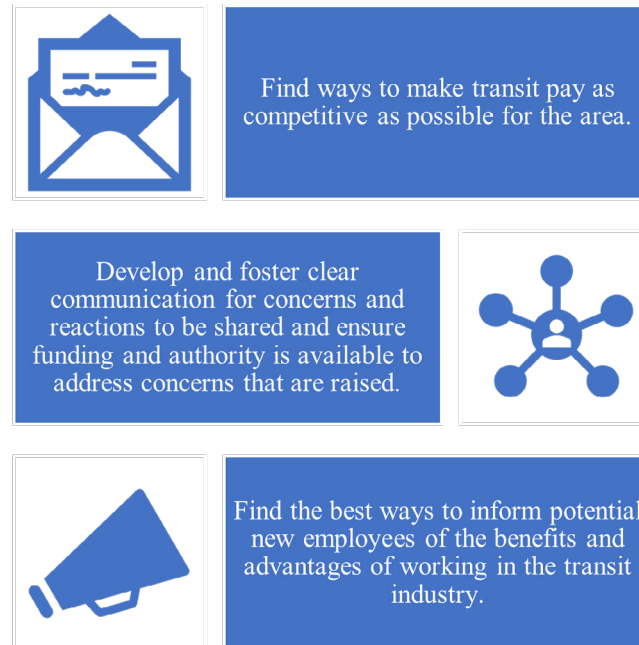 Find ways to make transit pay as
competitive as possible for the area.
Develop and foster clear
communication for concerns and
reactions to be shared and ensure
funding and authority is available to
address concerns that are raised.
Find the best ways to inform potential
new employees of the benefits and
advantages of working in the transit
industry.